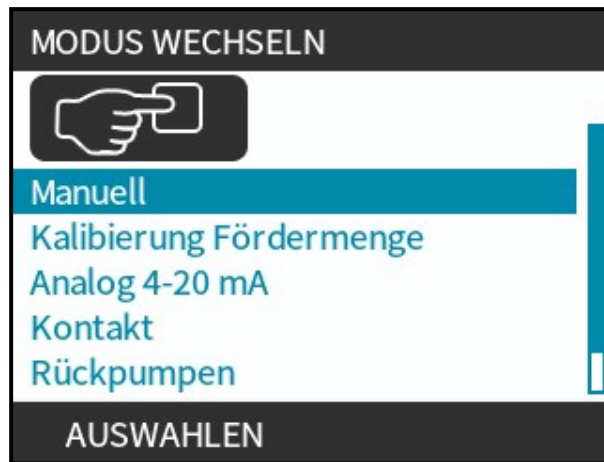 MODUS WECHSELN
Manuell
Kalibierung Fördermenge
Analog 4-20 mA
Kontakt
Rückpumpen
AUSWAHLEN